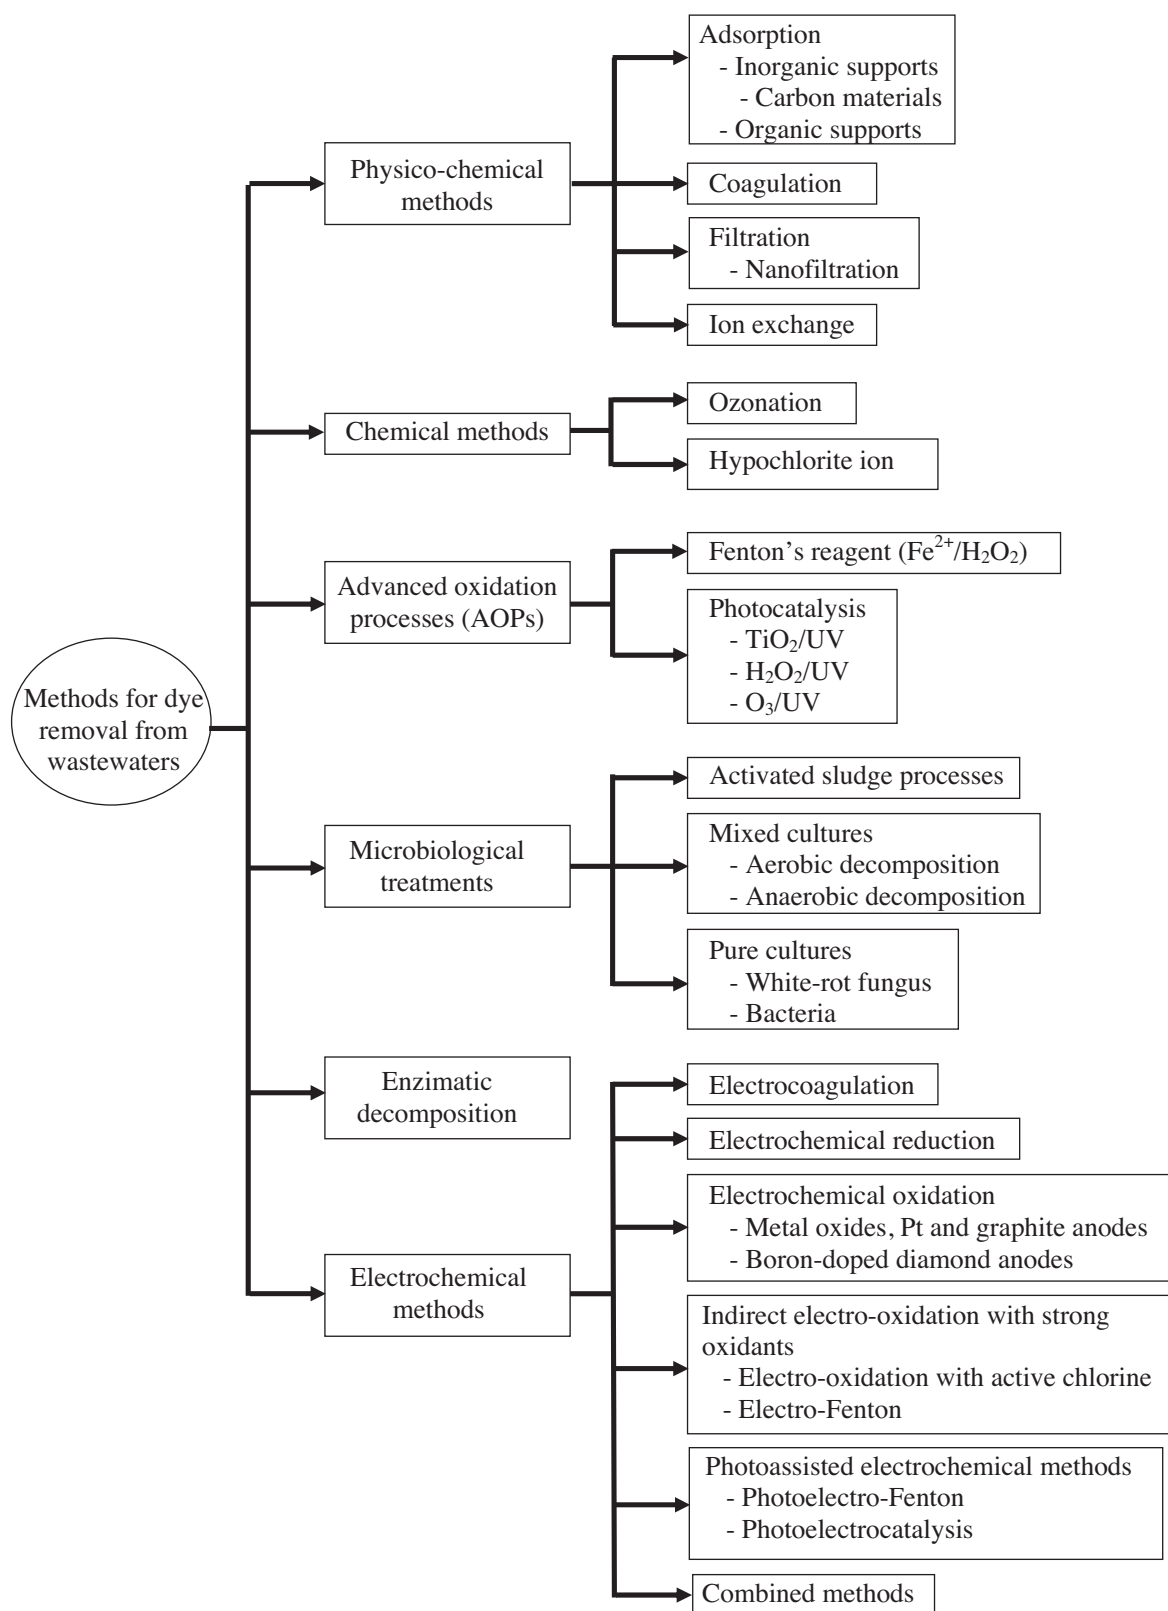 Methods for dye
removal from
wastewaters
Physico-chemical
methods
Adsorption
- Inorganic supports
- Carbon materials
- Organic supports
Coagulation
Filtration
- Nanofiltration
Ion exchange
Chemical methods
Ozonation
Hypochlorite ion
Advanced oxidation
processes (AOPs)
Fenton’s reagent (Fe²⁺/H₂O₂)
Photocatalysis
- TiO₂/UV
- H₂O₂/UV
- O₃/UV
Microbiological
treatments
Activated sludge processes
Mixed cultures
- Aerobic decomposition
- Anaerobic decomposition
Pure cultures
- White-rot fungus
- Bacteria
Enzimatic
decomposition
Electrochemical
methods
Electrocoagulation
Electrochemical reduction
Electrochemical oxidation
- Metal oxides, Pt and graphite anodes
- Boron-doped diamond anodes
Indirect electro-oxidation with strong
oxidants
- Electro-oxidation with active chlorine
- Electro-Fenton
Photoassisted electrochemical methods
- Photoelectro-Fenton
- Photoelectrocatalysis
Combined methods